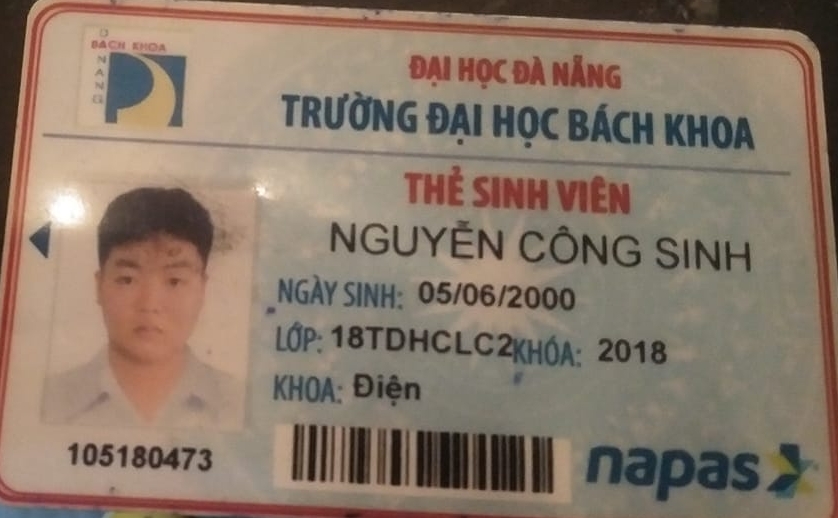 BÁCH KHOA
ĐÀ NẴNG
ĐẠI HỌC ĐÀ NẴNG
TRƯỜNG ĐẠI HỌC BÁCH KHOA
THẺ SINH VIÊN
NGUYỄN CÔNG SINH
NGÀY SINH: 05/06/2000
LỚP: 18TDHCLC2 KHÓA: 2018
KHOA: Điện
105180473
napas